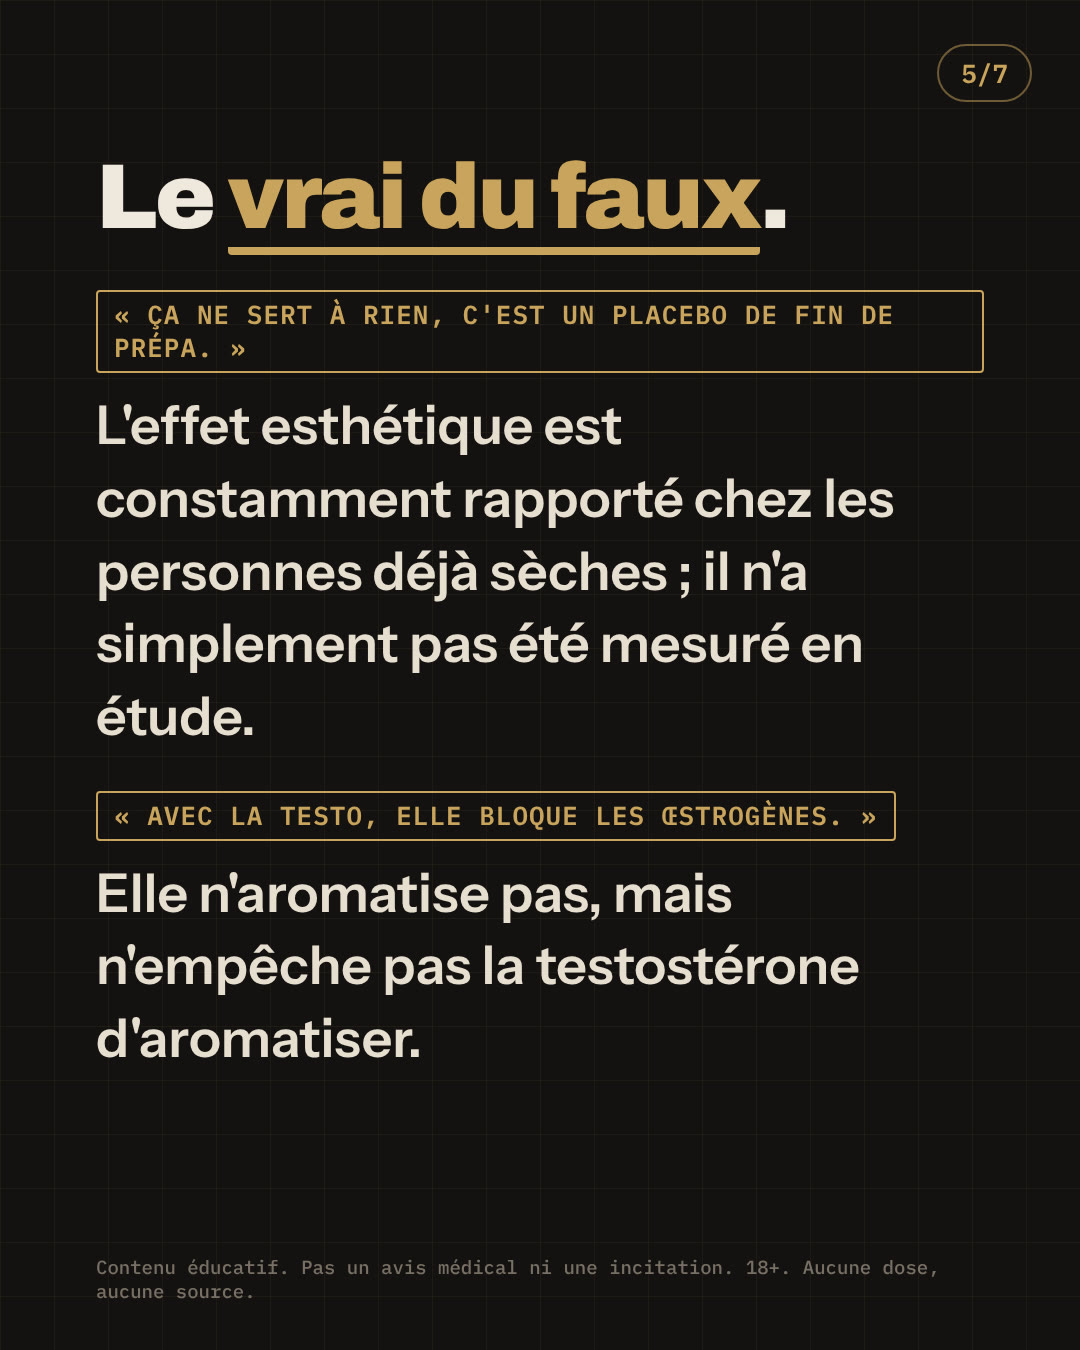 5/7
Le vrai du faux.
« ÇA NE SERT À RIEN, C'EST UN PLACEBO DE FIN DE
PRÉPA. »
L'effet esthétique est
constamment rapporté chez les
personnes déjà sèches ; il n'a
simplement pas été mesuré en
étude.
« AVEC LA TESTO, ELLE BLOQUE LES ŒSTROGÈNES. »
Elle n'aromatise pas, mais
n'empêche pas la testostérone
d'aromatiser.
Contenu éducatif. Pas un avis médical ni une incitation. 18+. Aucune dose,
aucune source.